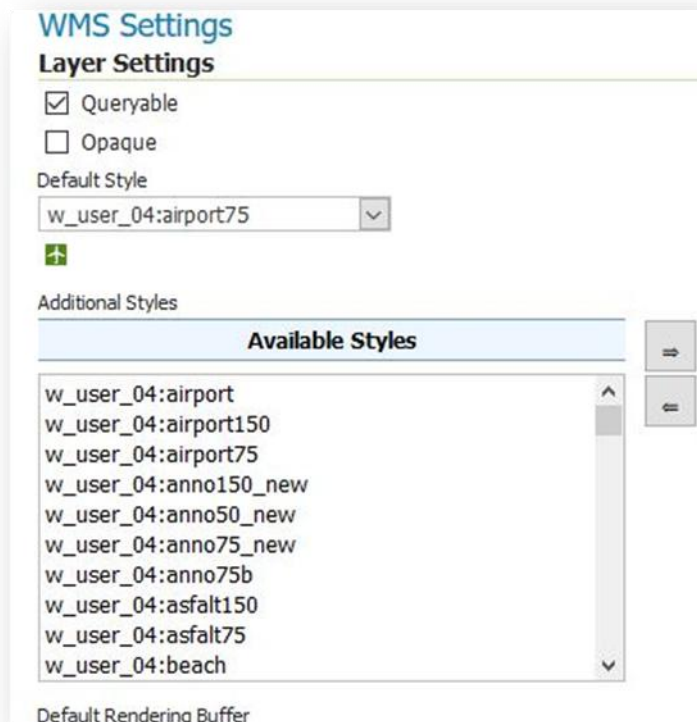 WMS Settings
Layer Settings
Queryable
Opaque
Default Style
w_user_04:airport75
Additional Styles
Available Styles
w_user_04:airport
w_user_04:airport150
w_user_04:airport75
w_user_04:anno150_new
w_user_04:anno50_new
w_user_04:anno75_new
w_user_04:anno75b
w_user_04:asfalt150
w_user_04:asfalt75
w_user_04:beach
Default Rendering Buffer